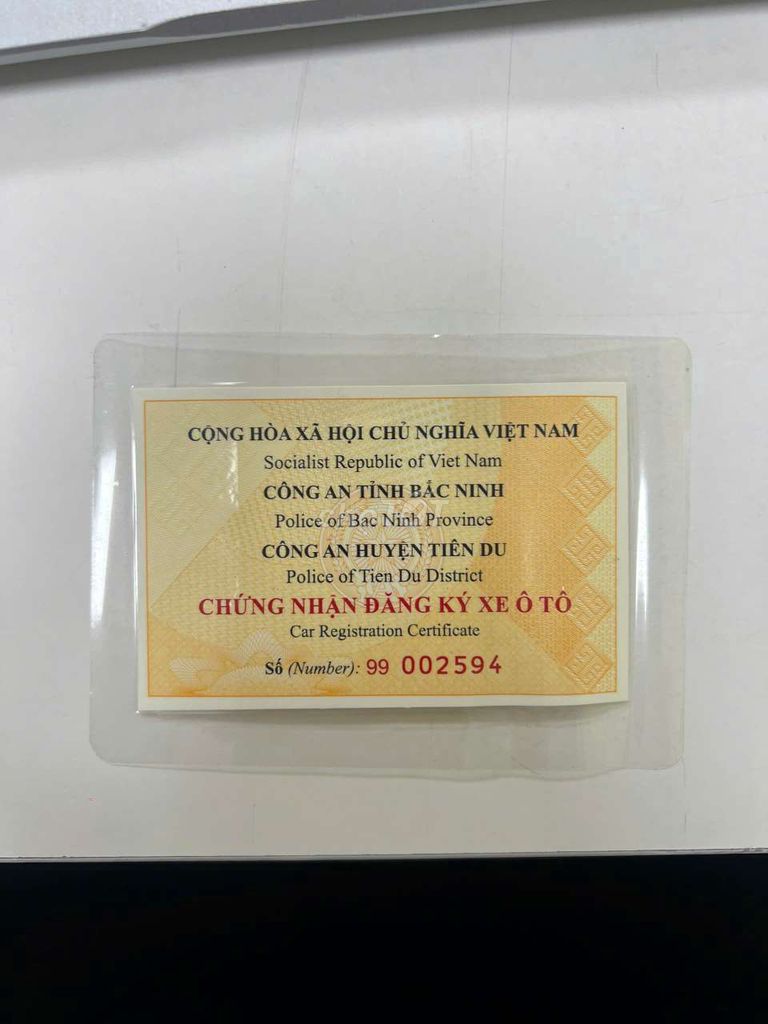 CỘNG HÒA XÃ HỘI CHỦ NGHĨA VIỆT NAM
Socialist Republic of Viet Nam
CÔNG AN TỈNH BẮC NINH
Police of Bac Ninh Province
CÔNG AN HUYỆN TIÊN DU
Police of Tien Du District
CHỨNG NHẬN ĐĂNG KÝ XE Ô TÔ
Car Registration Certificate
Số (Number): 99 002594